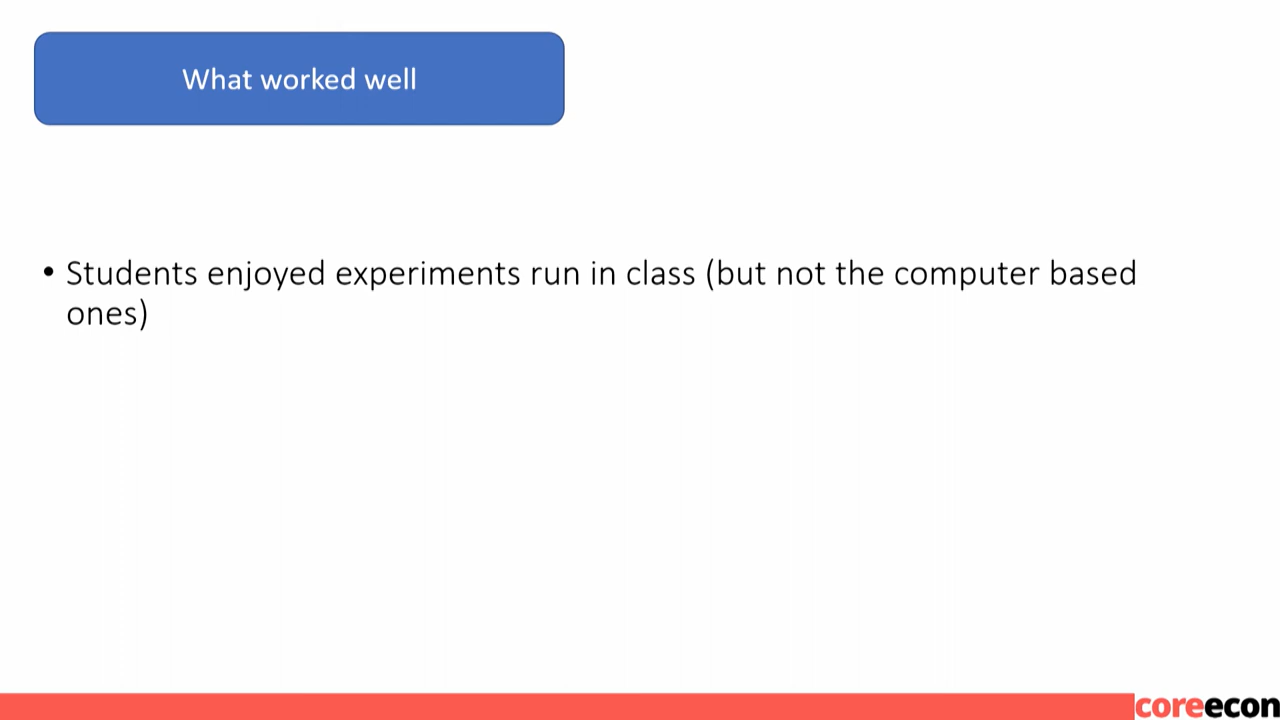 What worked well
• Students enjoyed experiments run in class (but not the computer based
ones)
coreecon